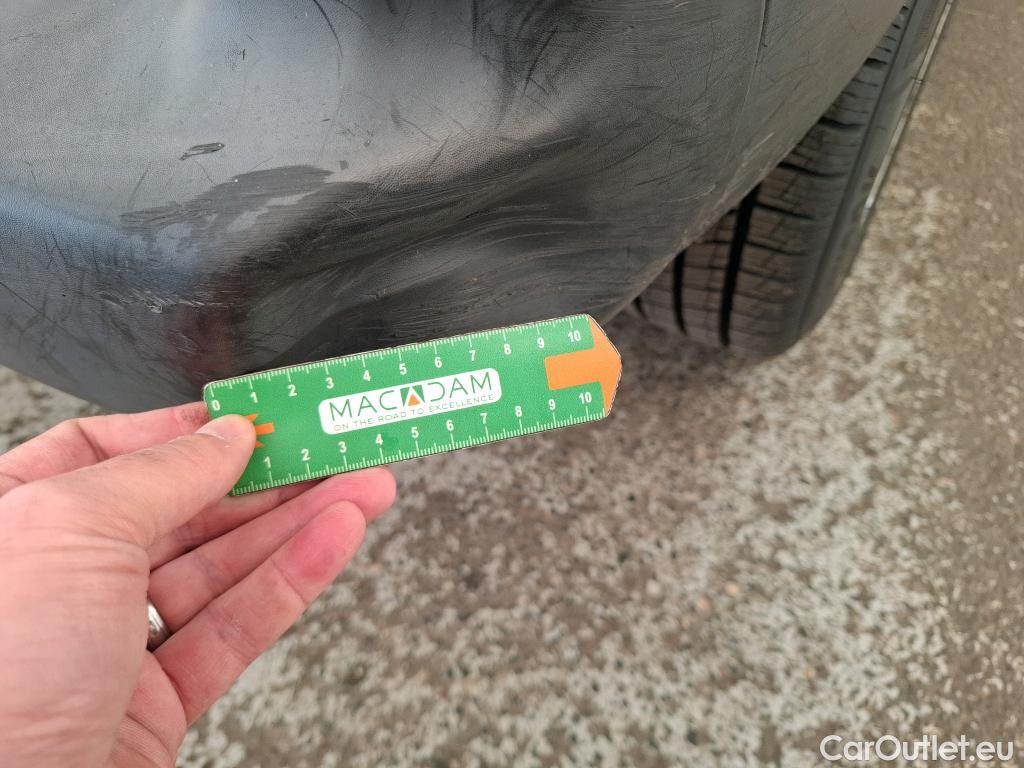 0 1 2 3 4 5 6 7 8 9 10
MACADAM
ON THE ROAD TO EXCELLENCE
1 2 3 4 5 6 7 8 9 10
CarOutlet.eu